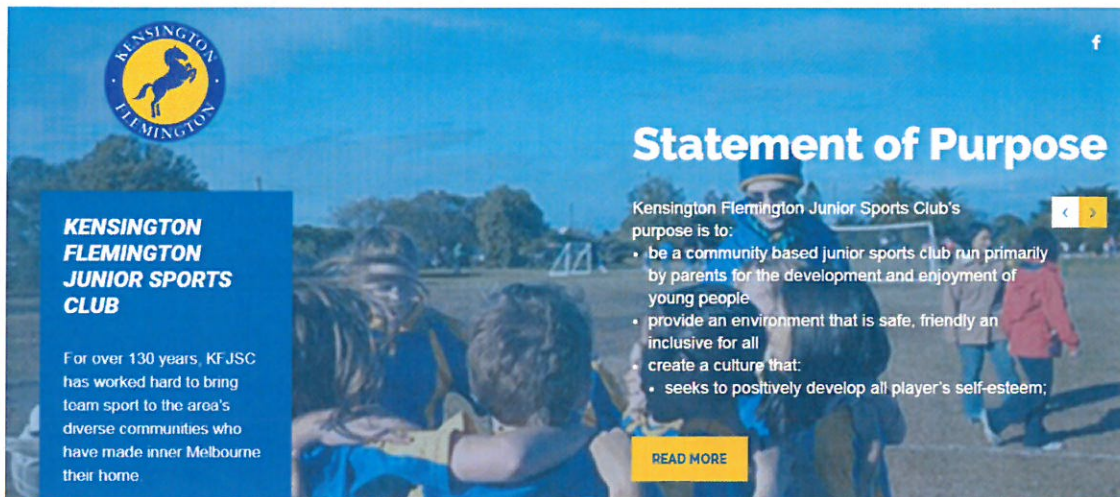 KENSINGTON
FLEMINGTON
f
Statement of Purpose
KENSINGTON
FLEMINGTON
JUNIOR SPORTS
CLUB
For over 130 years, KFJSC
has worked hard to bring
team sport to the area's
diverse communities who
have made inner Melbourne
their home
Kensington Flemington Junior Sports Club's
purpose is to:
• be a community based junior sports club run primarily
by parents for the development and enjoyment of
young people
• provide an environment that is safe, friendly an
inclusive for all
• create a culture that:
• seeks to positively develop all player's self-esteem;
READ MORE